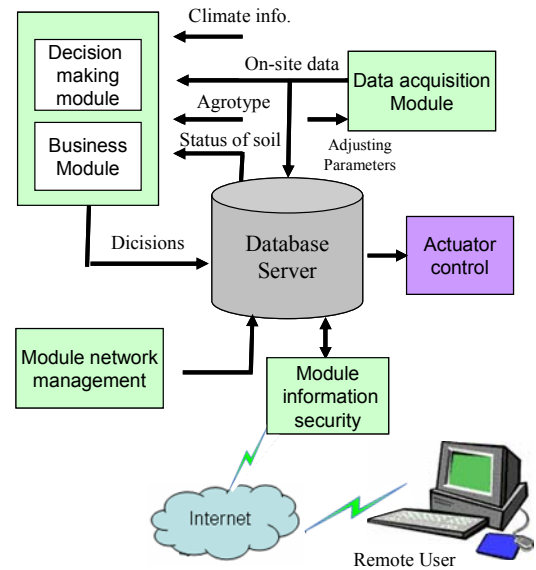 Climate info.
Decision
making
module
On-site data
Data acquisition
Module
Agrotype
Business
Module
Status of soil
Adjusting
Parameters
Database
Server
Dicisions
Actuator
control
Module network
management
Module
information
security
Internet
Remote User